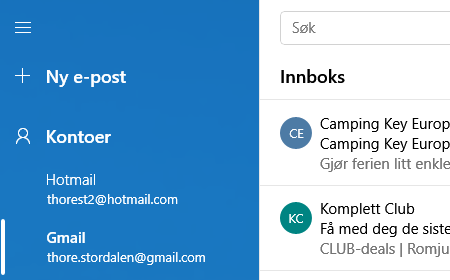 Ny e-post
Kontoer
Hotmail
thorest2@hotmail.com
Gmail
thore.stordalen@gmail.com
Søk
Innboks
CE
Camping Key Europ
Camping Key Europ
Gjør ferien litt enkle
KC
Komplett Club
Få med deg de siste
CLUB-deals | Romju